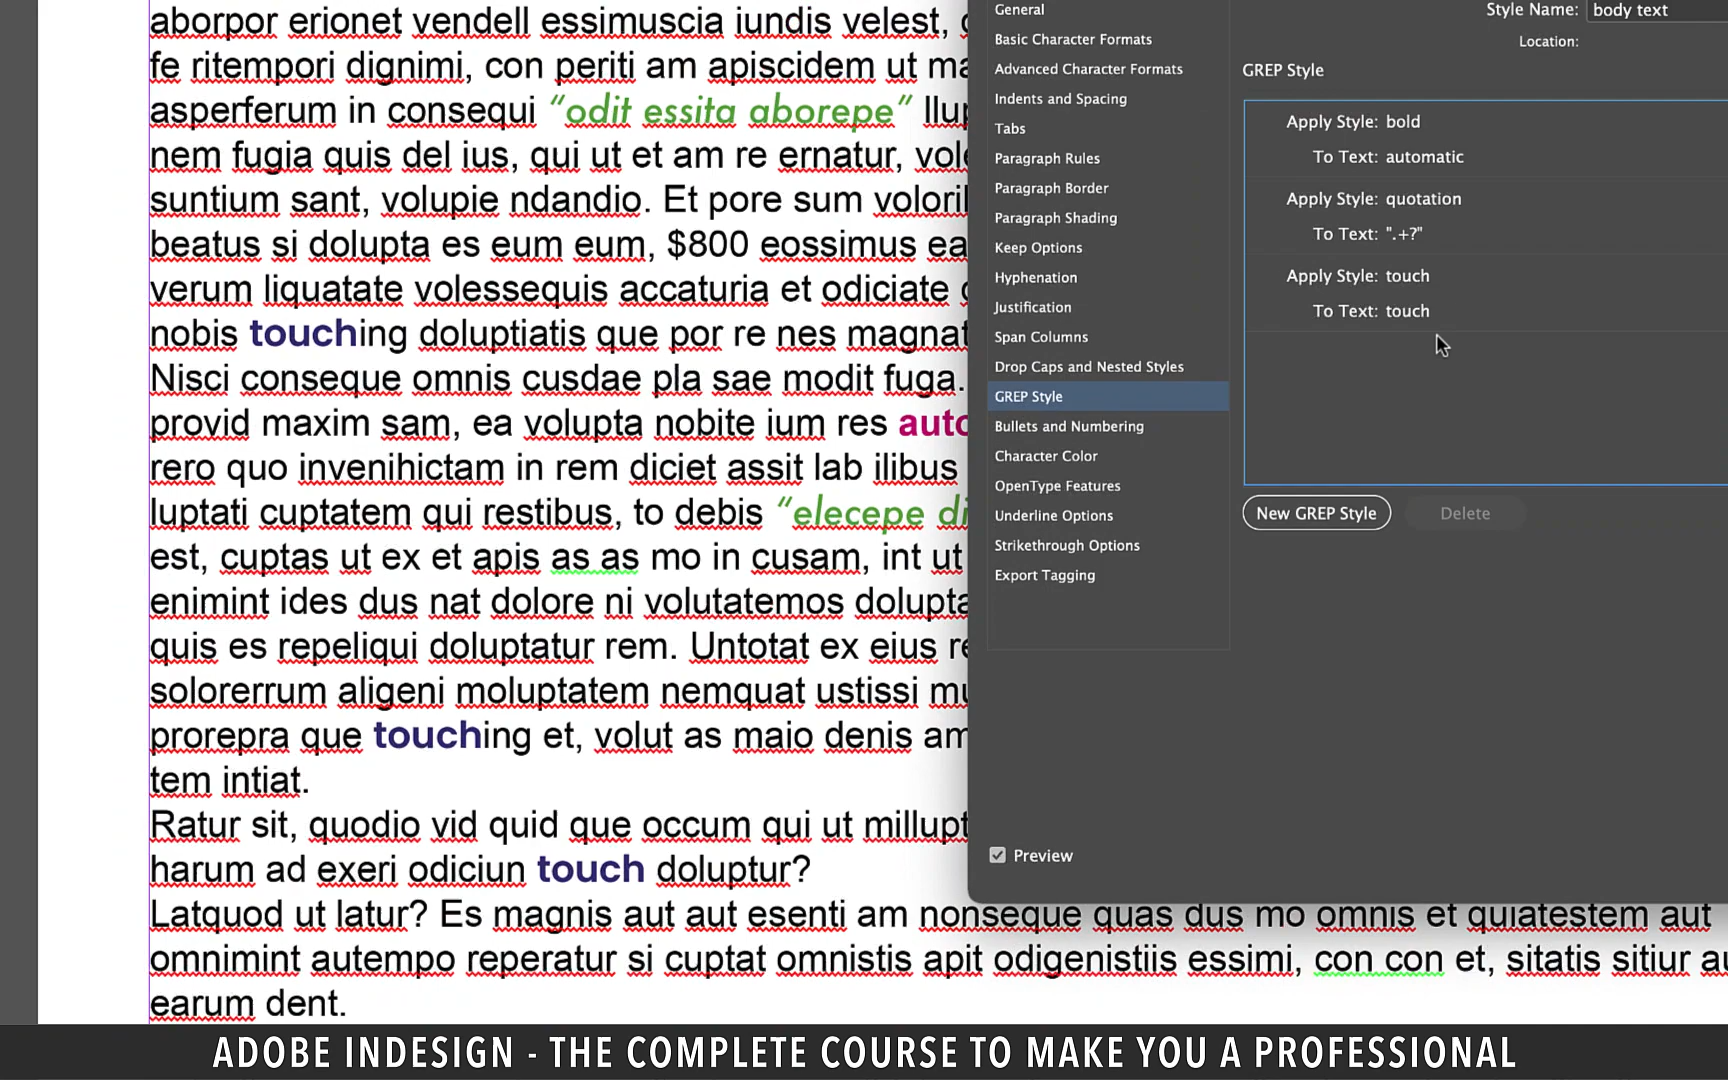 aborpor erionet vendell essimuscia iundis velest,
fe ritempori dignimi, con periti am apiscidem ut
asperferum in consequi “odit essita aborepe”
nem fugia quis del ius, qui ut et am re ernatur,
suntium sant, volupie ndandio. Et pore sum
beatus si dolupta es eum eum, $800 eossimus
verum liquatate volessequis accaturia et odiciate
nobis touching doluptiatis que por re nes
Nisci conseque omnis cusdae pla sae modit fuga.
provid maxim sam, ea volupta nobite ium res
rero quo invenihictam in rem diciet assit lab ilibus
luptati cuptatem qui restibus, to debis “elecepe
est, cuptas ut ex et apis as as mo in cusam, int ut
enimint ides dus nat dolore ni volutatemos
quis es repeliqui doluptatur rem. Untotat ex eius
solorerrum aligeni moluptatem nemquat ustissi
prorepra que touching et, volut as maio denis
tem intiat.
Ratur sit, quodio vid quid que occum qui ut
harum ad exeri odiciun touch doluptur?
Latquod ut latur? Es magnis aut aut esenti am nonseque quas dus mo omnis et quiatestem aut
omnimint autempo reperatur si cuptat omnistis apit odigenistiis essimi, con con et, sitatis sitiur
earum dent.
General
Basic Character Formats
Advanced Character Formats
Indents and Spacing
Tabs
Paragraph Rules
Paragraph Border
Paragraph Shading
Keep Options
Hyphenation
Justification
Span Columns
Drop Caps and Nested Styles
GREP Style
Bullets and Numbering
Character Color
OpenType Features
Underline Options
Strikethrough Options
Export Tagging
Preview
Style Name: body text
Location:
GREP Style
Apply Style: bold
To Text: automatic
Apply Style: quotation
To Text: ".+?"
Apply Style: touch
To Text: touch
New GREP Style Delete
ADOBE INDESIGN - THE COMPLETE COURSE TO MAKE YOU A PROFESSIONAL